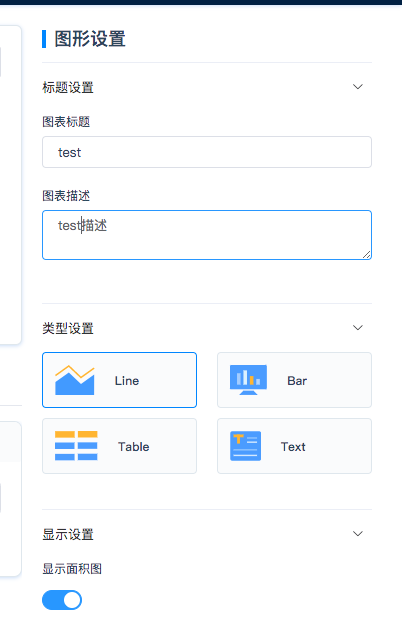 图形设置
标题设置
图表标题
test
图表描述
test描述
类型设置
Line
Bar
Table
Text
显示设置
显示面积图